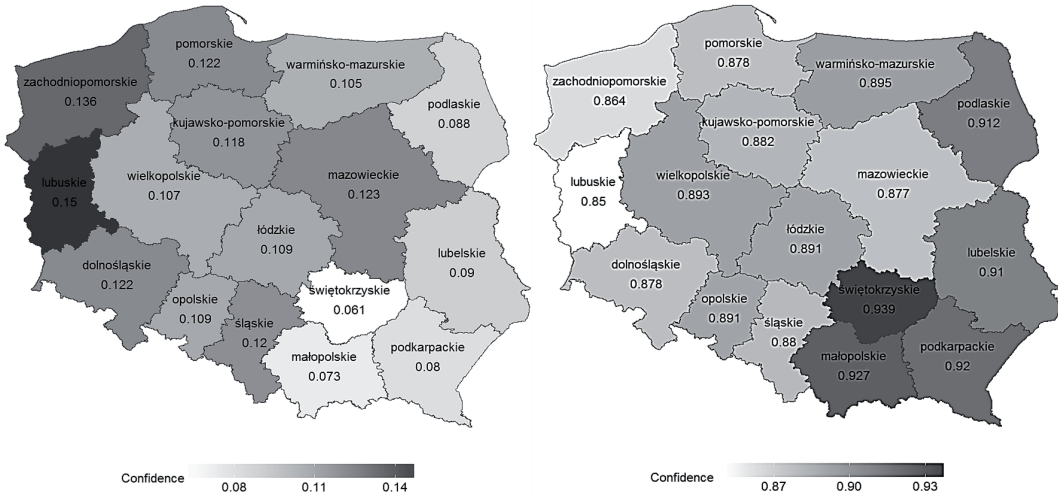 pomorskie
0.122
zachodniopomorskie
0.136
warmińsko-mazurskie
0.105
podlaskie
0.088
kujawsko-pomorskie
0.118
lubuskie
0.15
wielkopolskie
0.107
mazowieckie
0.123
łódzkie
0.109
lubelskie
0.09
dolnośląskie
0.122
opolskie
0.109
śląskie
0.12
świętokrzyskie
0.061
małopolskie
0.073
podkarpackie
0.08
Confidence
0.08 0.11 0.14
pomorskie
0.878
zachodniopomorskie
0.864
warmińsko-mazurskie
0.895
podlaskie
0.912
kujawsko-pomorskie
0.882
lubuskie
0.85
wielkopolskie
0.893
mazowieckie
0.877
łódzkie
0.891
lubelskie
0.91
dolnośląskie
0.878
opolskie
0.891
śląskie
0.88
świętokrzyskie
0.939
małopolskie
0.927
podkarpackie
0.92
Confidence
0.87 0.90 0.93